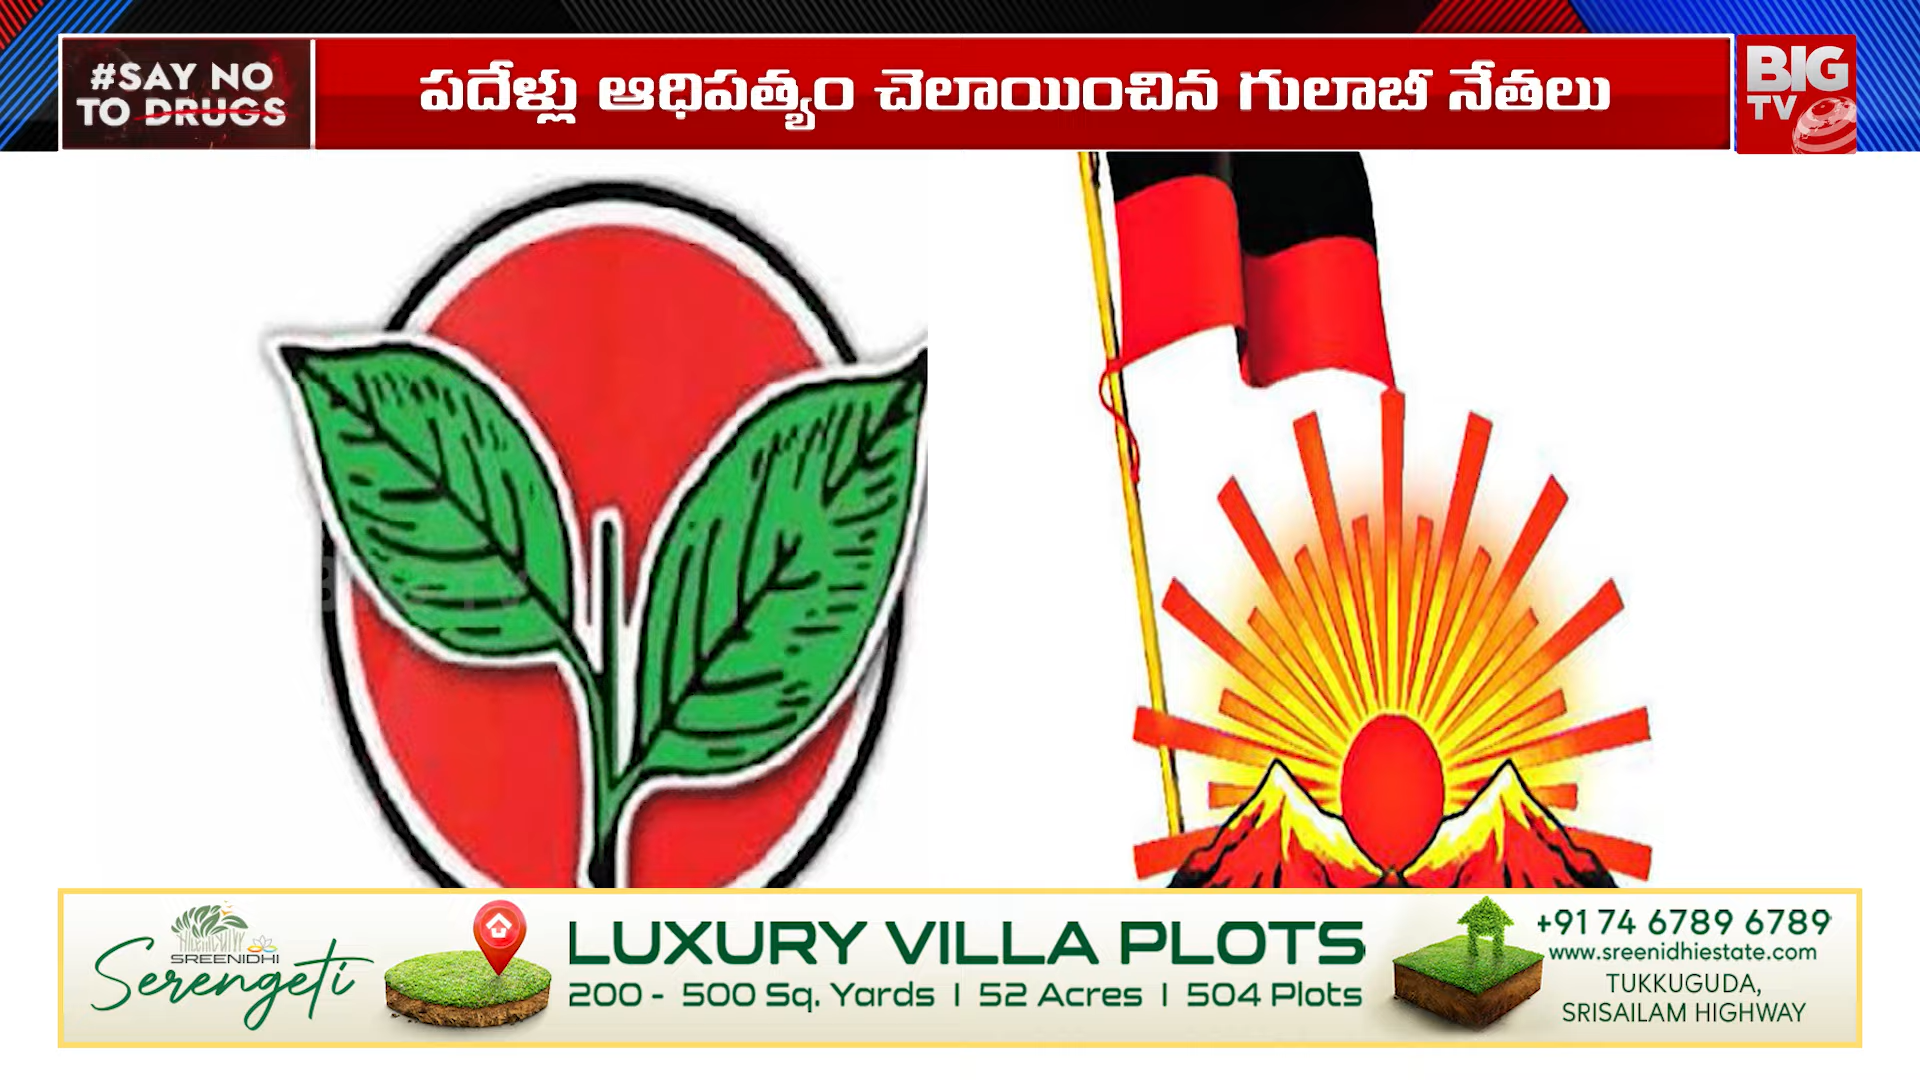 #SAY NO
TO DRUGS
పదేళ్లు ఆధిపత్యం చెలాయించిన గులాబీ నేతలు
BIG
TV
SREENIDHI
Serengeti
LUXURY VILLA PLOTS
200 - 500 Sq. Yards | 52 Acres | 504 Plots
+91 74 6789 6789
www.sreenidhiestate.com
TUKKUGUDA,
SRISAILAM HIGHWAY